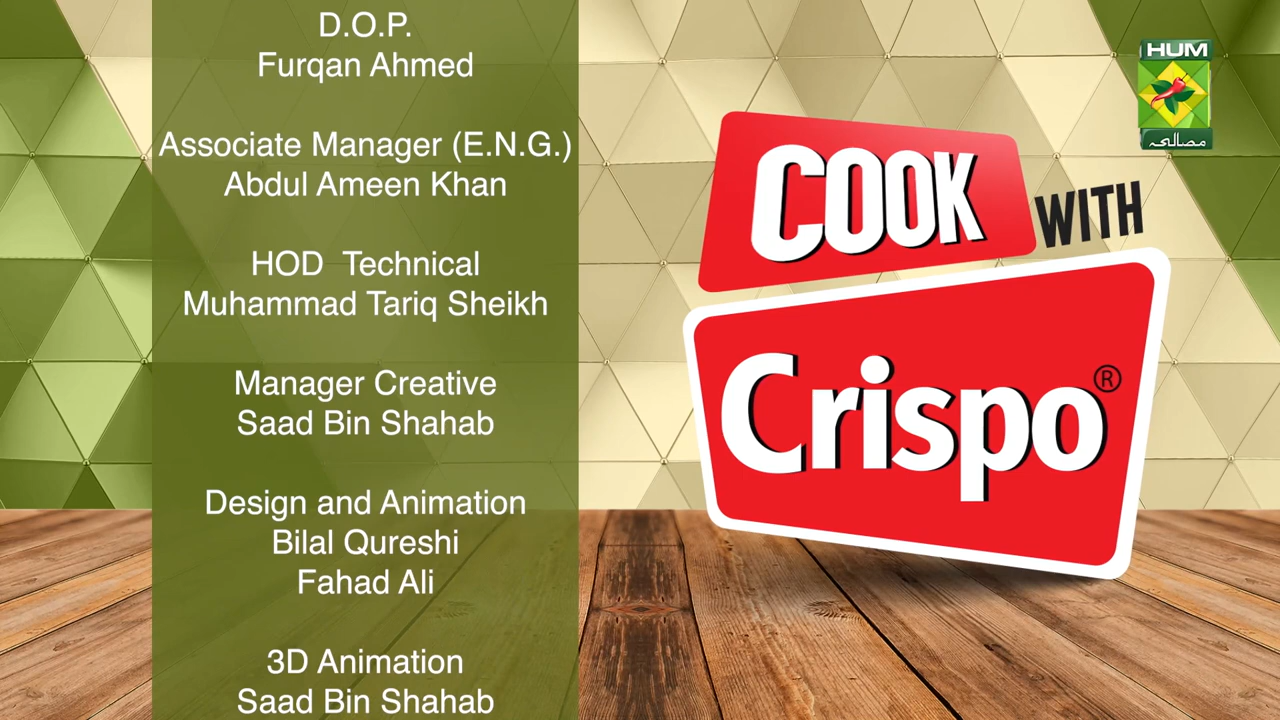 D.O.P.
Furqan Ahmed
Associate Manager (E.N.G.)
Abdul Ameen Khan
HOD Technical
Muhammad Tariq Sheikh
Manager Creative
Saad Bin Shahab
Design and Animation
Bilal Qureshi
Fahad Ali
3D Animation
Saad Bin Shahab
HUM
مصالحہ
COOK
WITH
Crispo®